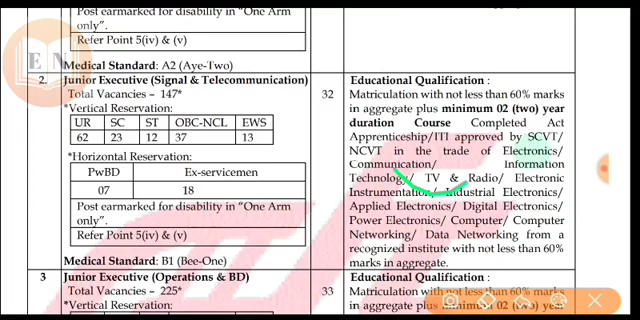 Post earmarked for disability in "One Arm
only".
Refer Point 5(iv) & (v)
Medical Standard: A2 (Aye-Two)
2. Junior Executive (Signal & Telecommunication)
Total Vacancies – 147*
*Vertical Reservation:
UR SC ST OBC-NCL EWS
62 23 12 37 13
*Horizontal Reservation:
PwBD Ex-servicemen
07 18
Post earmarked for disability in "One Arm
only".
Refer Point 5(iv) & (v)
Medical Standard: B1 (Bee-One)
32
Educational Qualification :
Matriculation with not less than 60% marks
in aggregate plus minimum 02 (two) year
duration Course Completed Act
Apprenticeship/ITI approved by SCVT/
NCVT in the trade of Electronics/
Communication/ Information
Technology/ TV & Radio/ Electronic
Instrumentation/ Industrial Electronics/
Applied Electronics/ Digital Electronics/
Power Electronics/ Computer/ Computer
Networking/ Data Networking from a
recognized institute with not less than 60%
marks in aggregate.
3 Junior Executive (Operations & BD)
Total Vacancies – 225*
*Vertical Reservation:
33
Educational Qualification :
Matriculation with not less than 60% marks
in aggregate plus minimum 02 (two) year
EN